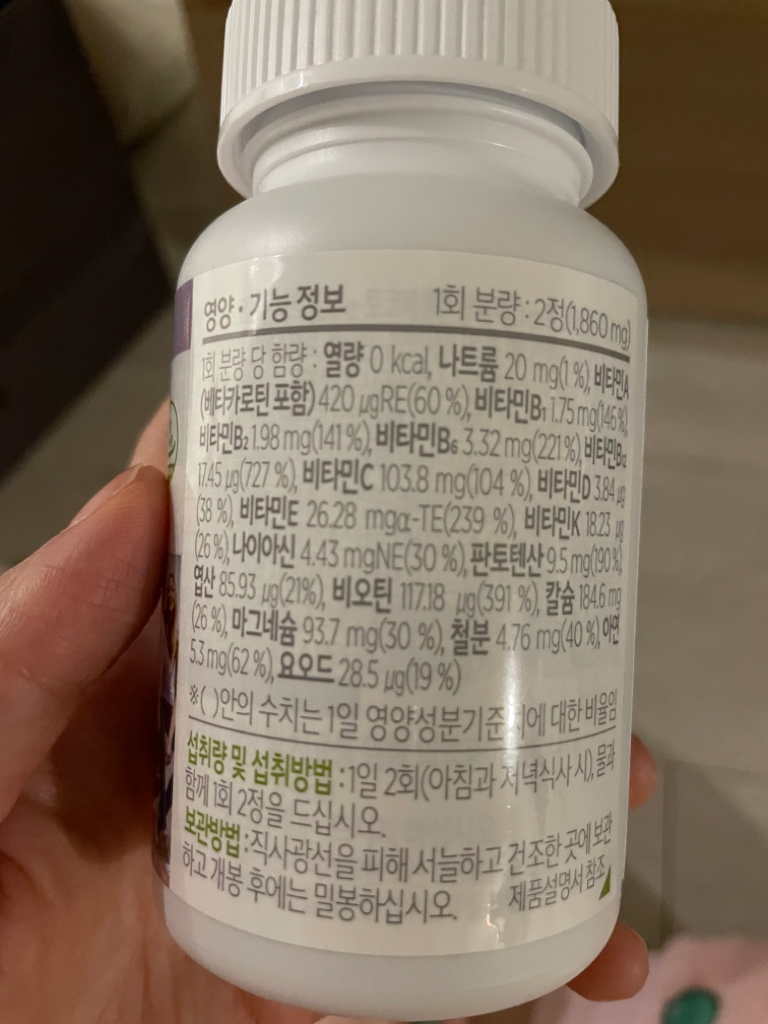 영양·기능 정보 1회 분량 : 2정(1,860 mg)
1회 분량 당 함량 : 열량 0 kcal, 나트륨 20 mg(1 %), 비타민A
(베타카로틴 포함) 420 μgRE(60 %), 비타민B₁ 1.75 mg(146 %),
비타민B₂ 1.98 mg(141 %), 비타민B₆ 3.32 mg(221 %), 비타민B₁₂
17.45 μg(727 %), 비타민C 103.8 mg(104 %), 비타민D 3.84 μg
(38 %), 비타민E 26.28 mgα-TE(239 %), 비타민K 18.23 μg
(26 %), 나이아신 4.43 mgNE(30 %), 판토텐산 9.5 mg(190 %),
엽산 85.93 μg(21%), 비오틴 117.18 μg(391 %), 칼슘 184.6 mg
(26 %), 마그네슘 93.7 mg(30 %), 철분 4.76 mg(40 %), 아연
5.3 mg(62 %), 요오드 28.5 μg(19 %)
※( )안의 수치는 1일 영양성분기준치에 대한 비율임
섭취량 및 섭취방법 : 1일 2회(아침과 저녁식사 시), 물과
함께 1회 2정을 드십시오.
보관방법 : 직사광선을 피해 서늘하고 건조한 곳에 보관
하고 개봉 후에는 밀봉하십시오. 제품설명서 참조